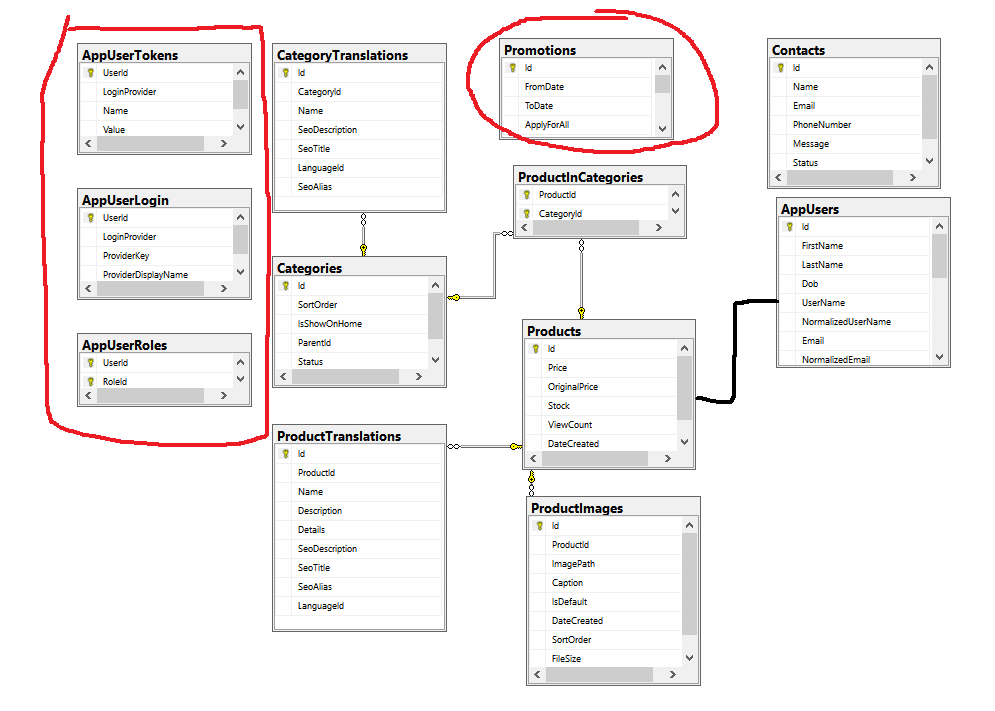 AppUserTokens
UserId
LoginProvider
Name
Value
AppUserLogin
UserId
LoginProvider
ProviderKey
ProviderDisplayName
AppUserRoles
UserId
RoleId
CategoryTranslations
Id
CategoryId
Name
SeoDescription
SeoTitle
LanguageId
SeoAlias
Categories
Id
SortOrder
IsShowOnHome
ParentId
Status
ProductTranslations
Id
ProductId
Name
Description
Details
SeoDescription
SeoTitle
SeoAlias
LanguageId
Promotions
Id
FromDate
ToDate
ApplyForAll
ProductInCategories
ProductId
CategoryId
Products
Id
Price
OriginalPrice
Stock
ViewCount
DateCreated
ProductImages
Id
ProductId
ImagePath
Caption
IsDefault
DateCreated
SortOrder
FileSize
Contacts
Id
Name
Email
PhoneNumber
Message
Status
AppUsers
Id
FirstName
LastName
Dob
UserName
NormalizedUserName
Email
NormalizedEmail